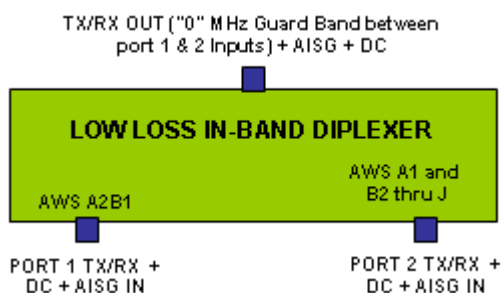 TX/RX OUT ("0" MHz Guard Band between
port 1 & 2 Inputs) + AISG + DC
LOW LOSS IN-BAND DIPLEXER
AWS A2B1
AWS A1 and
B2 thru J
PORT 1 TX/RX +
DC + AISG IN
PORT 2 TX/RX +
DC + AISG IN